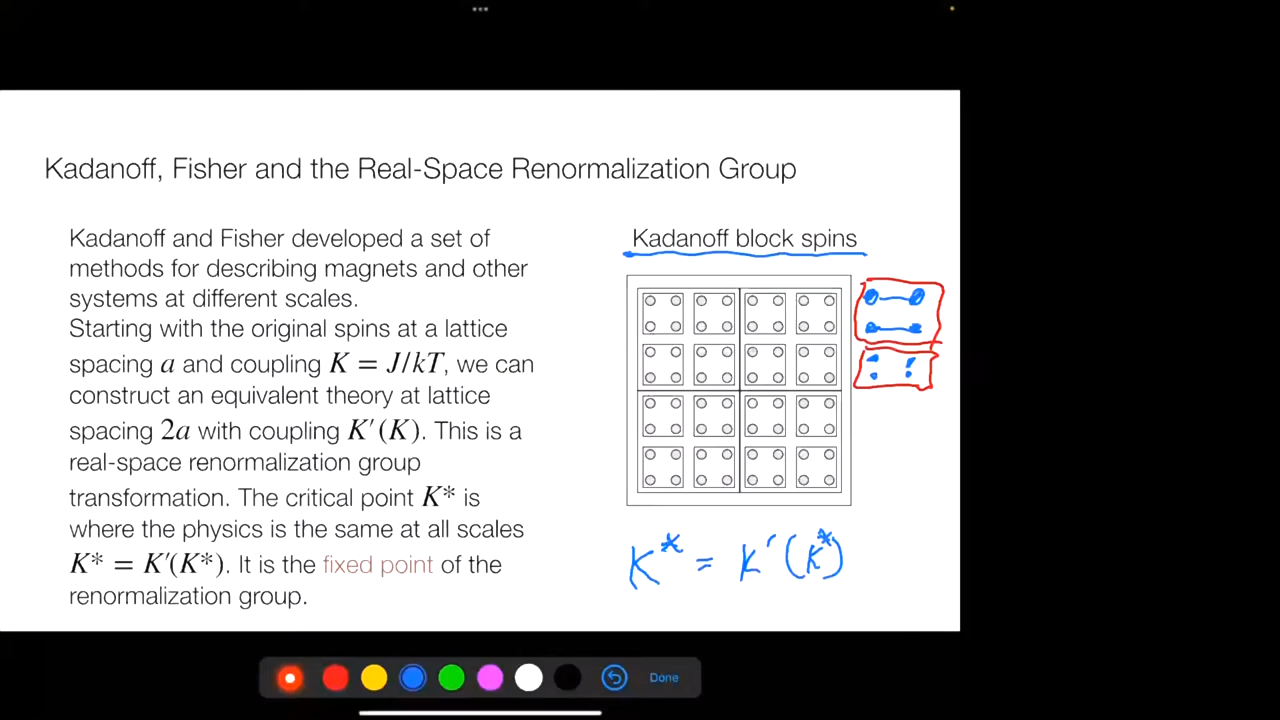 Kadanoff, Fisher and the Real-Space Renormalization Group
Kadanoff and Fisher developed a set of
methods for describing magnets and other
systems at different scales.
Starting with the original spins at a lattice
spacing a and coupling K = J/kT, we can
construct an equivalent theory at lattice
spacing 2a with coupling K′(K). This is a
real-space renormalization group
transformation. The critical point K* is
where the physics is the same at all scales
K* = K′(K*). It is the fixed point of the
renormalization group.
Kadanoff block spins
K* = K′(K*)
Done